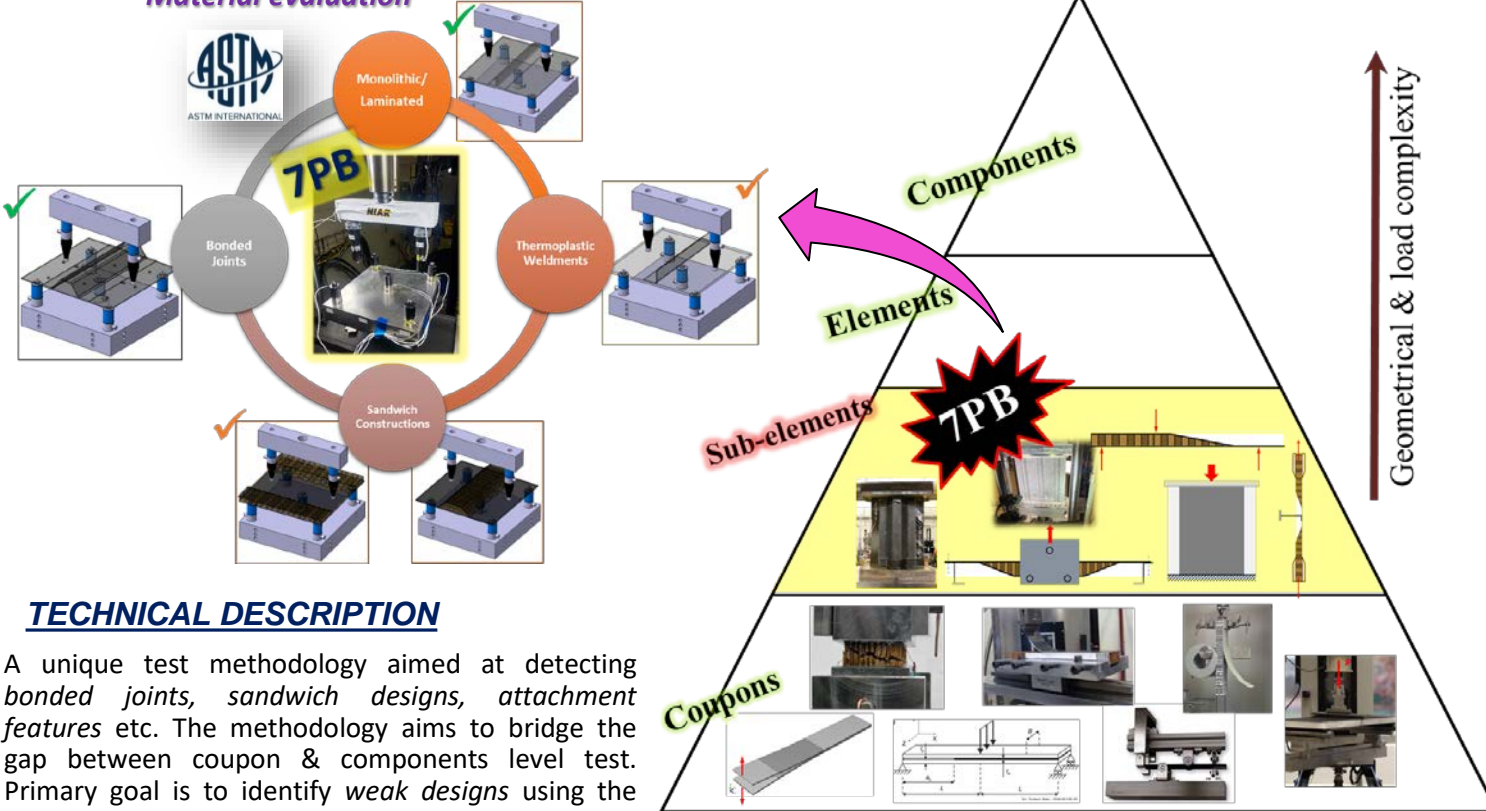 Material evaluation
ASTM
ASTM INTERNATIONAL
Monolithic/
Laminated
7PB
NIAR
Bonded
Joints
Thermoplastic
Weldments
Sandwich
Constructions
Components
Elements
Sub-elements
7PB
Coupons
Geometrical & load complexity
TECHNICAL DESCRIPTION
A unique test methodology aimed at detecting
bonded joints, sandwich designs, attachment
features etc. The methodology aims to bridge the
gap between coupon & components level test.
Primary goal is to identify weak designs using the